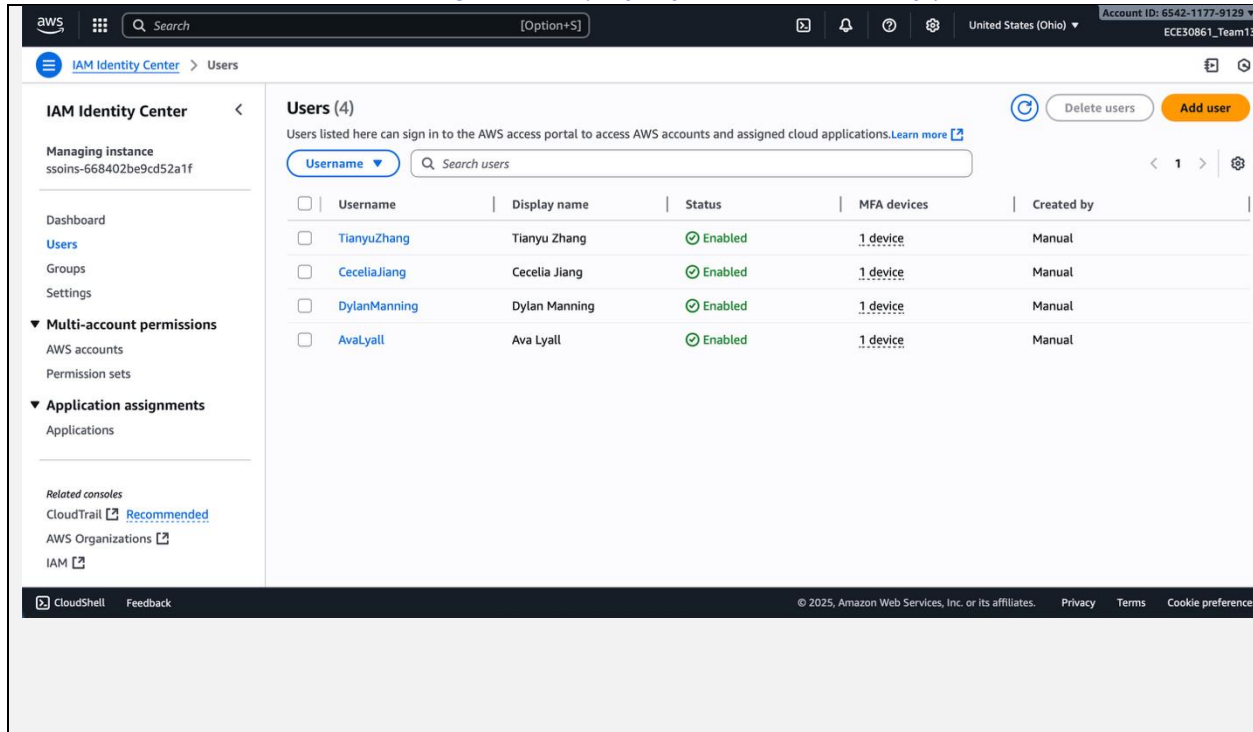 Account ID: 6542-1177-9129
aws Search [Option+S] United States (Ohio) ECE30861_Team13
IAM Identity Center > Users
IAM Identity Center
Managing instance
ssoins-668402be9cd52a1f
Dashboard
Users
Groups
Settings
Multi-account permissions
AWS accounts
Permission sets
Application assignments
Applications
Related consoles
CloudTrail Recommended
AWS Organizations
IAM
Users (4)
Delete users
Add user
Users listed here can sign in to the AWS access portal to access AWS accounts and assigned cloud applications.Learn more
Username Search users < 1 >
Username Display name Status MFA devices Created by
TianyuZhang Tianyu Zhang Enabled 1 device Manual
CeceliaJiang Cecelia Jiang Enabled 1 device Manual
DylanManning Dylan Manning Enabled 1 device Manual
AvaLyall Ava Lyall Enabled 1 device Manual
CloudShell Feedback © 2025, Amazon Web Services, Inc. or its affiliates. Privacy Terms Cookie preference